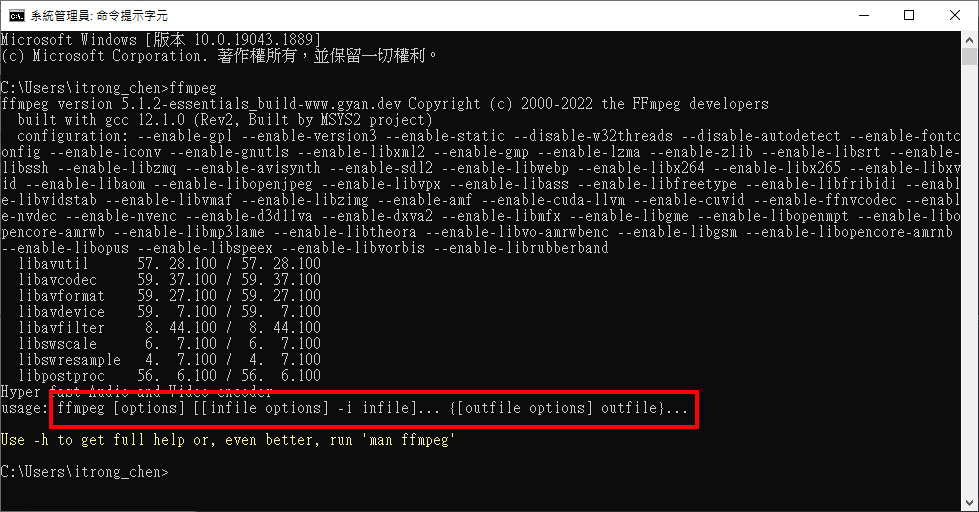 系統管理員: 命令提示字元
Microsoft Windows [版本 10.0.19043.1889]
(c) Microsoft Corporation. 著作權所有，並保留一切權利。
C:\Users\itrong_chen>ffmpeg
ffmpeg version 5.1.2-essentials_build-www.gyan.dev Copyright (c) 2000-2022 the FFmpeg developers
built with gcc 12.1.0 (Rev2, Built by MSYS2 project)
configuration: --enable-gpl --enable-version3 --enable-static --disable-w32threads --disable-autodetect --enable-fontc
onfig --enable-iconv --enable-gnutls --enable-libxml2 --enable-gmp --enable-lzma --enable-zlib --enable-libsrt --enable-
libssh --enable-libzmq --enable-avisynth --enable-sdl2 --enable-libwebp --enable-libx264 --enable-libx265 --enable-libxv
id --enable-libaom --enable-libopenjpeg --enable-libvpx --enable-libass --enable-libfreetype --enable-libfribidi --enabl
e-libvidstab --enable-libvmaf --enable-libzimg --enable-amf --enable-cuda-llvm --enable-cuvid --enable-ffnvcodec --enabl
e-nvdec --enable-nvenc --enable-d3d11va --enable-dxva2 --enable-libmfx --enable-libgme --enable-libopenmpt --enable-libo
pencore-amrwb --enable-libmp3lame --enable-libtheora --enable-libvo-amrwbenc --enable-libgsm --enable-libopencore-amrnb
--enable-libopus --enable-libspeex --enable-libvorbis --enable-librubberband
libavutil      57. 28.100 / 57. 28.100
libavcodec     59. 37.100 / 59. 37.100
libavformat    59. 27.100 / 59. 27.100
libavdevice    59.  7.100 / 59.  7.100
libavfilter     8. 44.100 /  8. 44.100
libswscale      6.  7.100 /  6.  7.100
libswresample   4.  7.100 /  4.  7.100
libpostproc    56.  6.100 / 56.  6.100
Hyper fast Audio and Video encoder
usage: ffmpeg [options] [[infile options] -i infile]... {[outfile options] outfile}...
Use -h to get full help or, even better, run 'man ffmpeg'
C:\Users\itrong_chen>